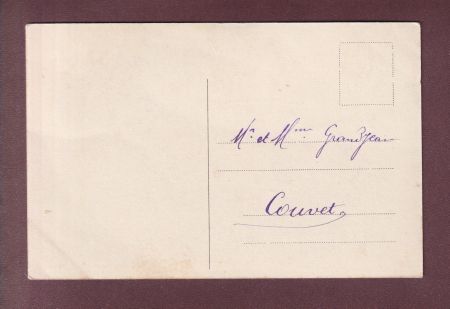 Mr. et Mme Grandjean
Couvet.